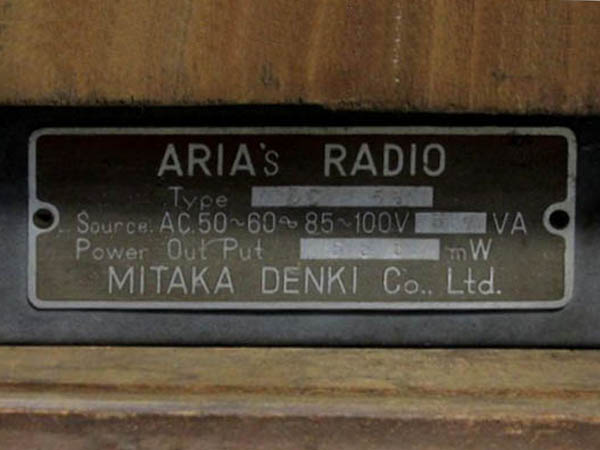 ARIA's RADIO
Type
Source. AC. 50~60~ 85~100V VA
Power Out Put mW
MITAKA DENKI Co., Ltd.